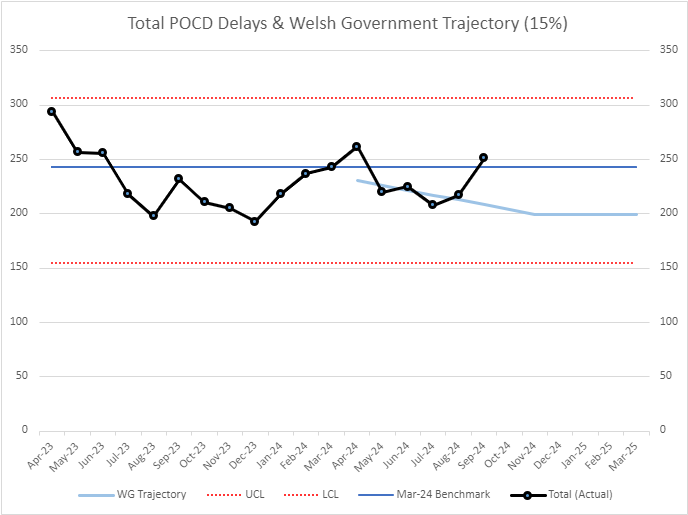 Total POCD Delays & Welsh Government Trajectory (15%)
350 350
300 300
250 250
200 200
150 150
100 100
50 50
0 0
Apr-23 May-23 Jun-23 Jul-23 Aug-23 Sep-23 Oct-23 Nov-23 Dec-23 Jan-24 Feb-24 Mar-24 Apr-24 May-24 Jun-24 Jul-24 Aug-24 Sep-24 Oct-24 Nov-24 Dec-24 Jan-25 Feb-25 Mar-25
WG Trajectory UCL LCL Mar-24 Benchmark Total (Actual)